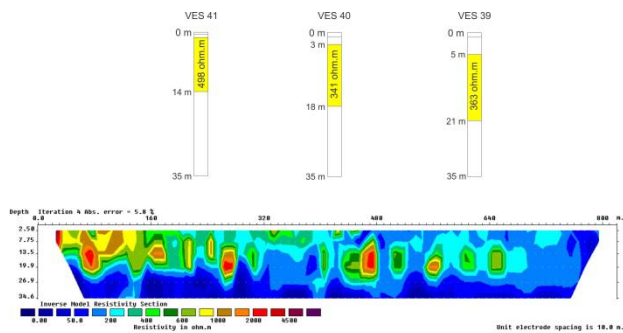 VES 41
VES 40
VES 39
0 m
0 m
0 m
3 m
5 m
498 ohm.m
341 ohm.m
363 ohm.m
14 m
18 m
21 m
35 m
35 m
35 m
Depth Iteration 4 Abs. error = 5.8 %
0.0 160 320 480 640 800 m.
2.50
7.75
13.5
19.9
26.9
34.6
Inverse Model Resistivity Section
8.00 50.0 200 400 600 1000 2000 4500
Resistivity in ohm.m
Unit electrode spacing is 10.0 m.